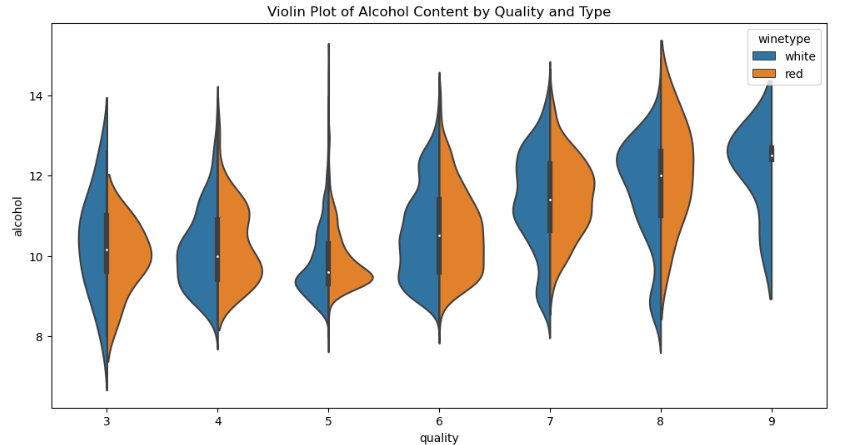 Violin Plot of Alcohol Content by Quality and Type
winetype
white
red
14
12
10
8
alcohol
3 4 5 6 7 8 9
quality